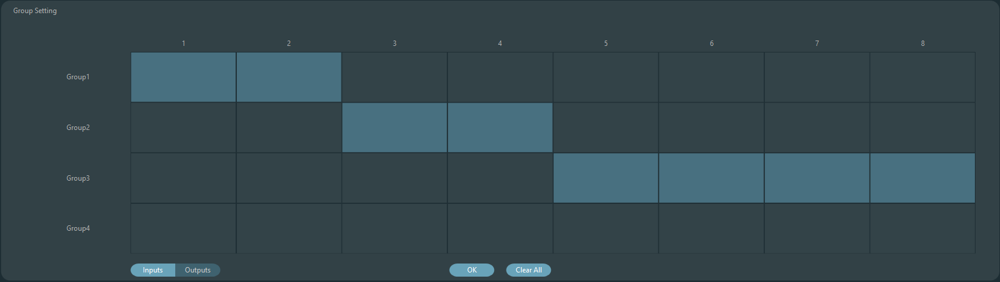 Group Setting
1 2 3 4 5 6 7 8
Group1
Group2
Group3
Group4
Inputs Outputs OK Clear All